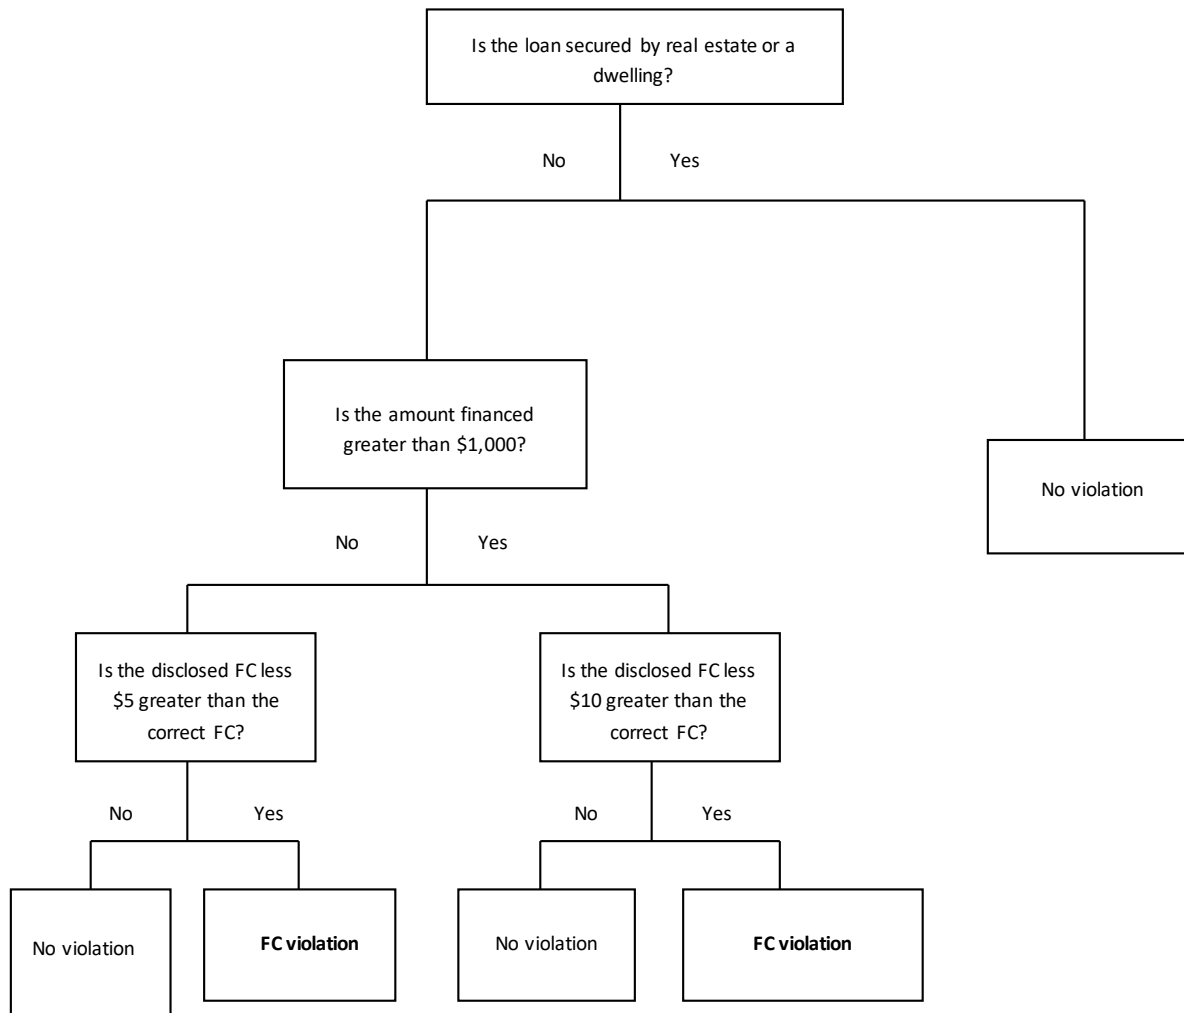 Is the loan secured by real estate or a
dwelling?
No
Yes
Is the amount financed
greater than $1,000?
No violation
No
Yes
Is the disclosed FC less
$5 greater than the
correct FC?
Is the disclosed FC less
$10 greater than the
correct FC?
No
Yes
No
Yes
No violation
FC violation
No violation
FC violation